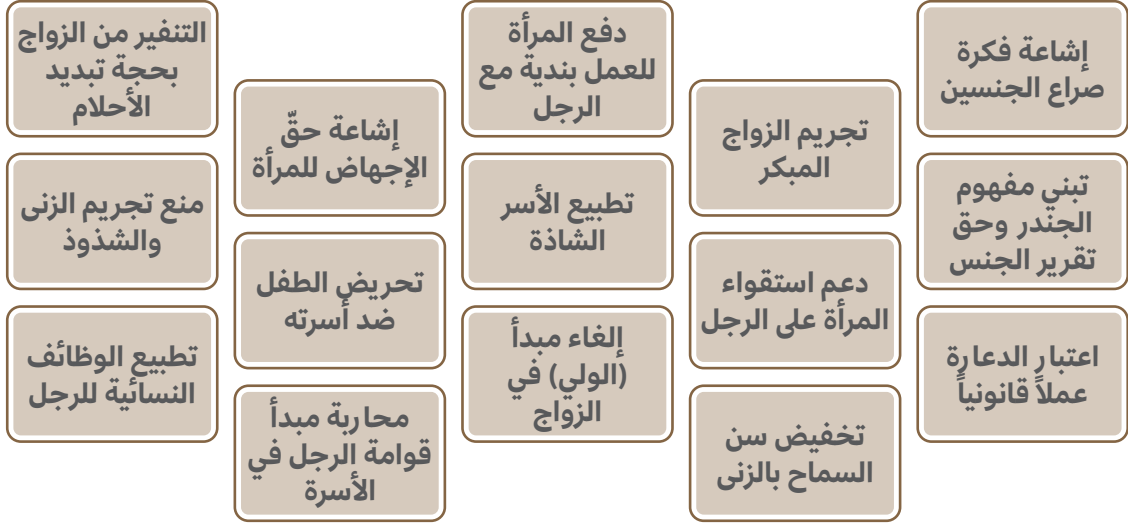 إشاعة فكرة
صراع الجنسين
تبني مفهوم
الجندر وحق
تقرير الجنس
اعتبار الدعارة
عملاً قانونياً
تجريم الزواج
المبكر
دعم استقواء
المرأة على الرجل
تخفيض سن
السماح بالزنى
دفع المرأة
للعمل بندية مع
الرجل
تطبيع الأسر
الشاذة
إلغاء مبدأ
(الولي) في
الزواج
إشاعة حقّ
الإجهاض للمرأة
تحريض الطفل
ضد أسرته
محاربة مبدأ
قوامة الرجل في
الأسرة
التنفير من الزواج
بحجة تبديد
الأحلام
منع تجريم الزنى
والشذوذ
تطبيع الوظائف
النسائية للرجل